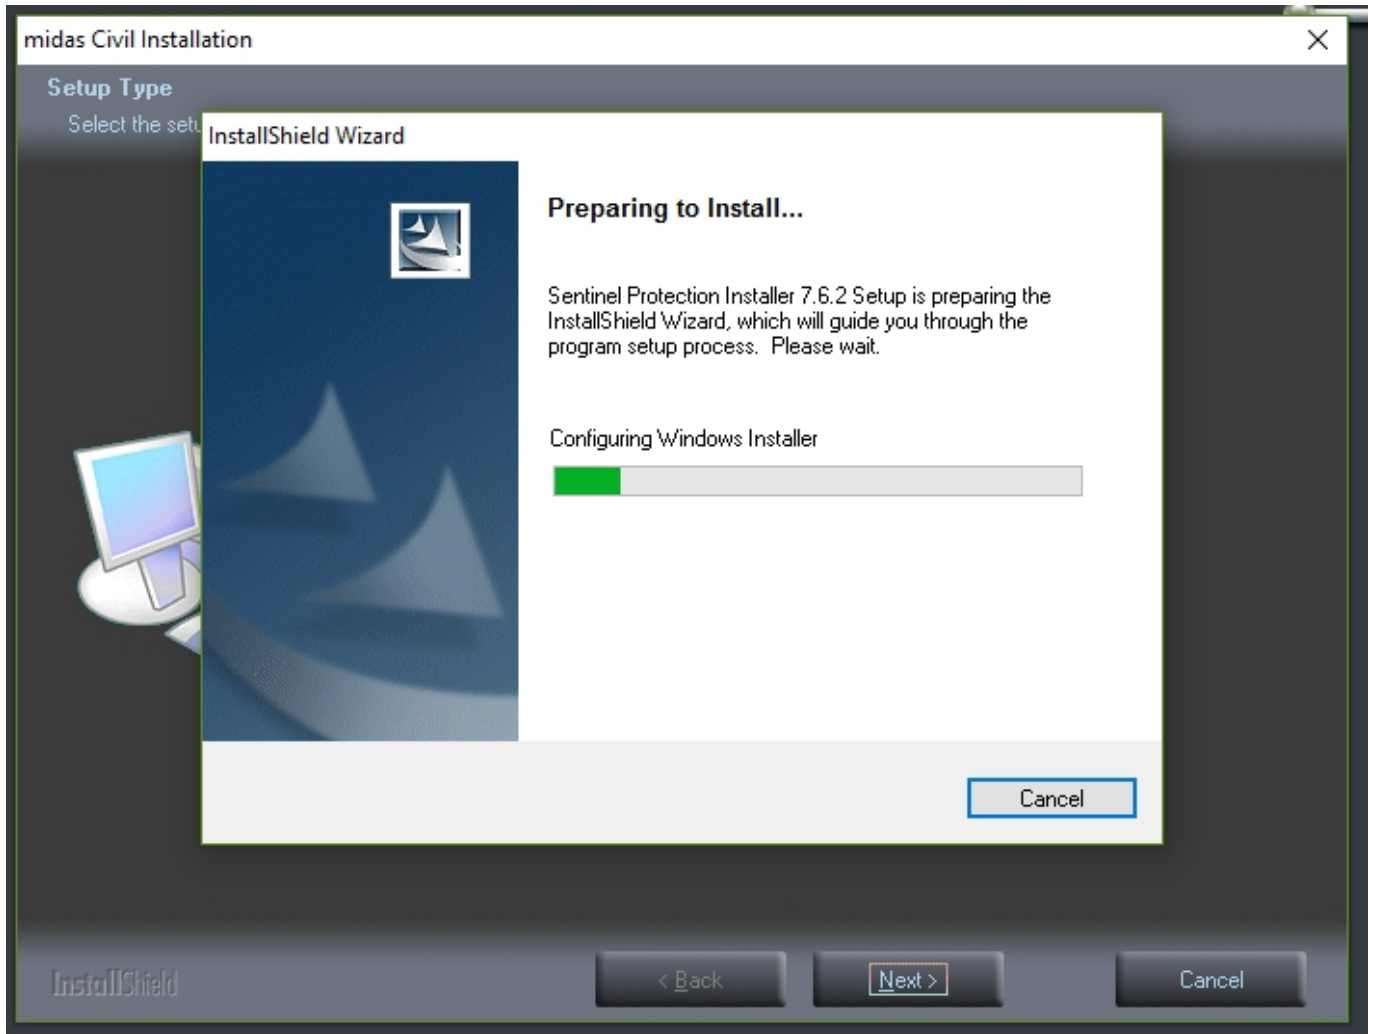 midas Civil Installation
Setup Type
Select the setu
InstallShield Wizard
Preparing to Install...
Sentinel Protection Installer 7.6.2 Setup is preparing the
InstallShield Wizard, which will guide you through the
program setup process.  Please wait.
Configuring Windows Installer
Cancel
InstallShield
< Back
Next >
Cancel